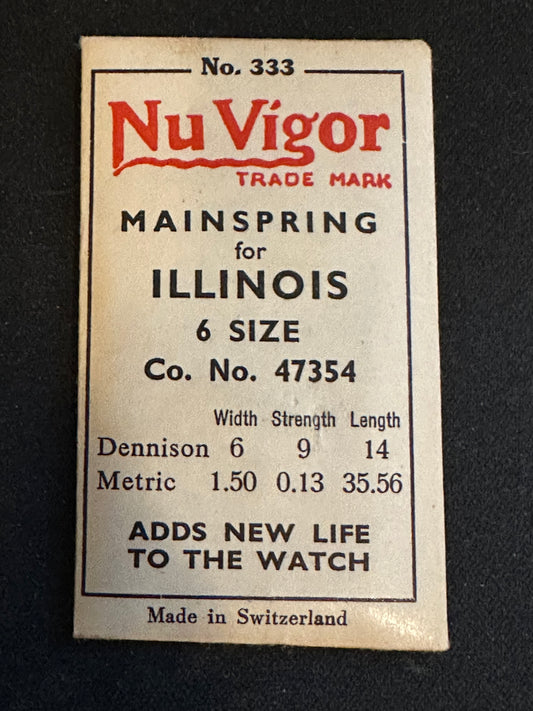 No. 333
Nu Vigor
TRADE MARK
MAINSPRING
for
ILLINOIS
6 SIZE
Co. No. 47354
Width Strength Length
Dennison 6 9 14
Metric 1.50 0.13 35.56
ADDS NEW LIFE
TO THE WATCH
Made in Switzerland